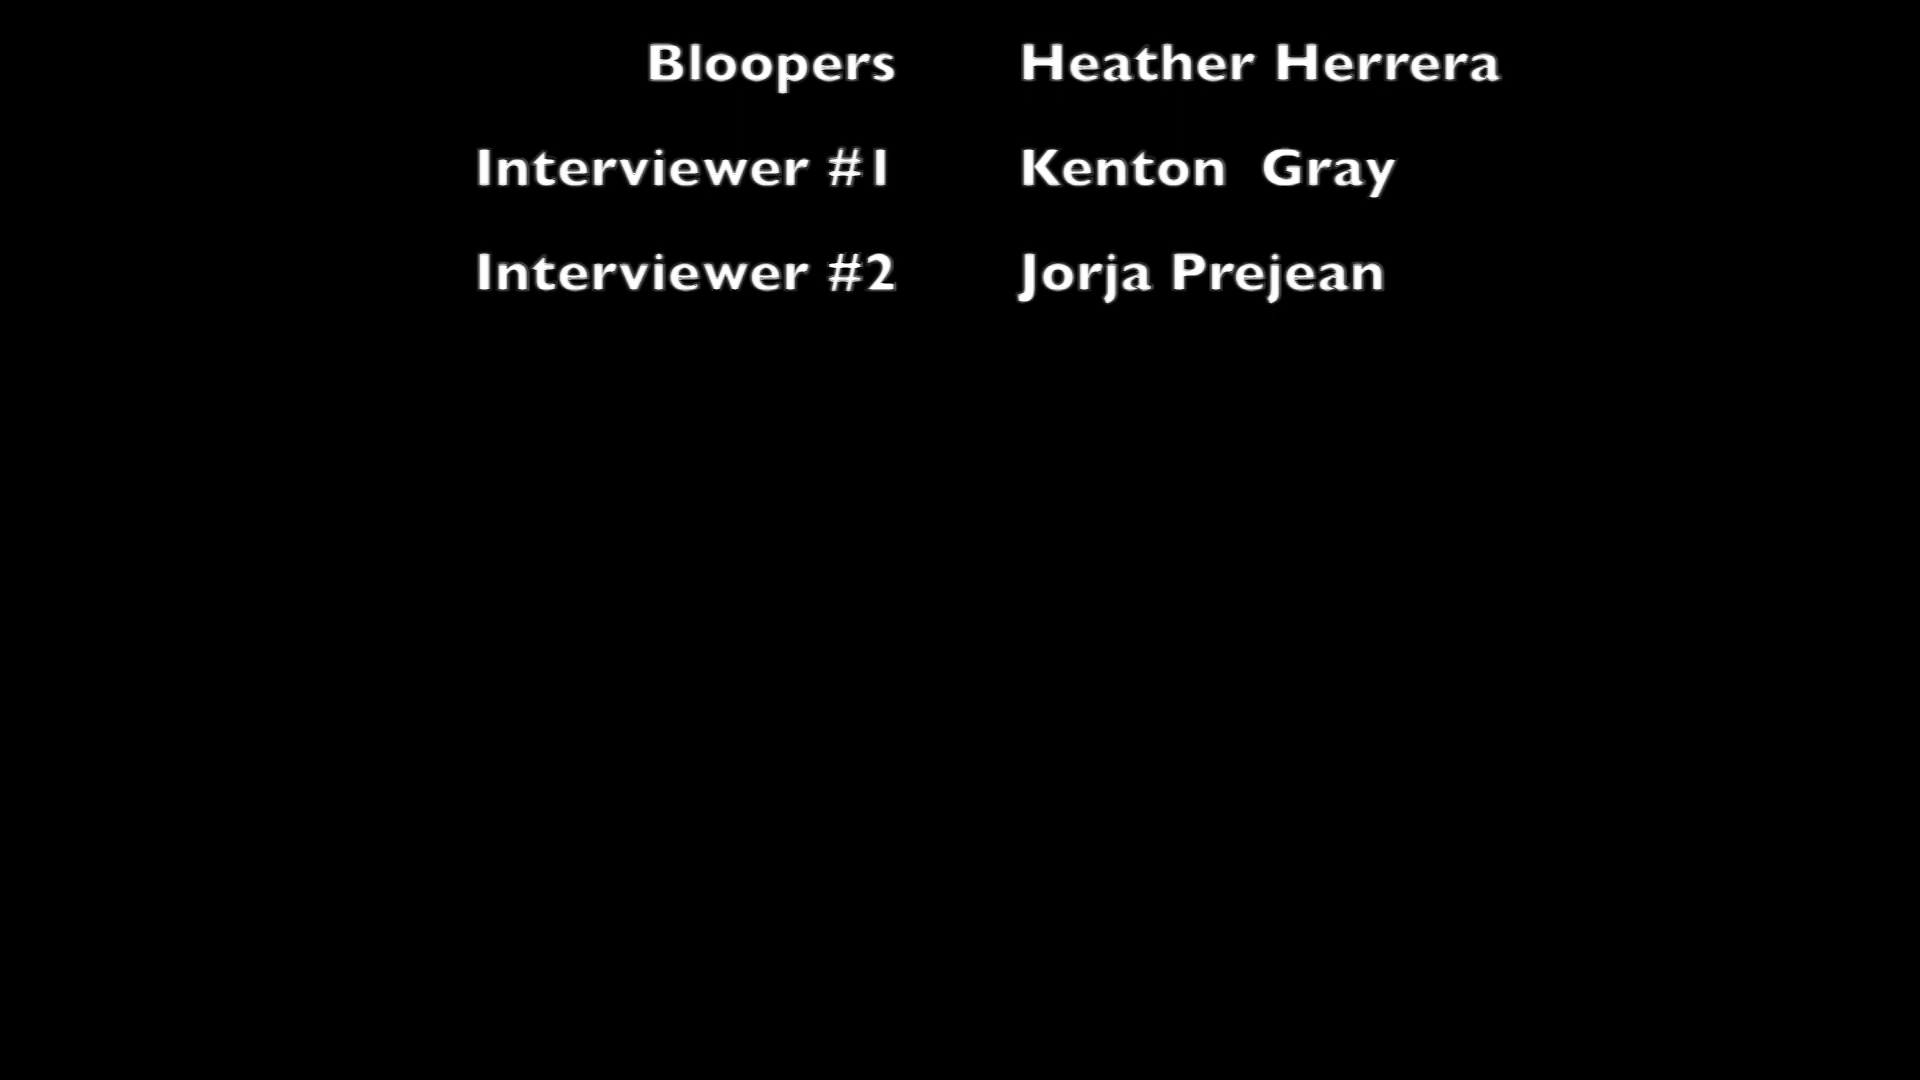 Bloopers Heather Herrera
Interviewer #1 Kenton  Gray
Interviewer #2 Jorja Prejean